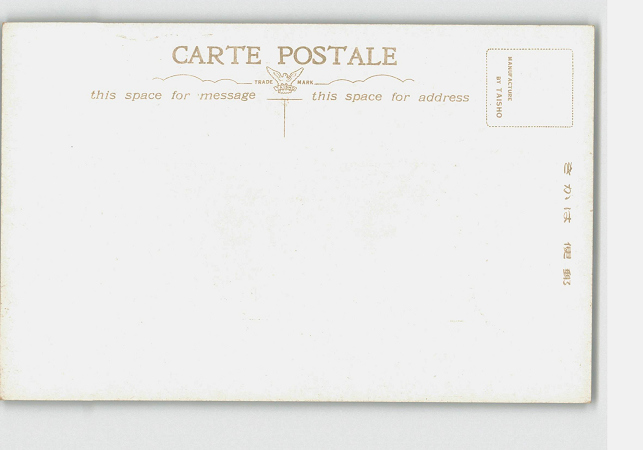 CARTE POSTALE
TRADE MARK
this space for message
this space for address
MANUFACTURE
BY TAISHO
きかは便郵